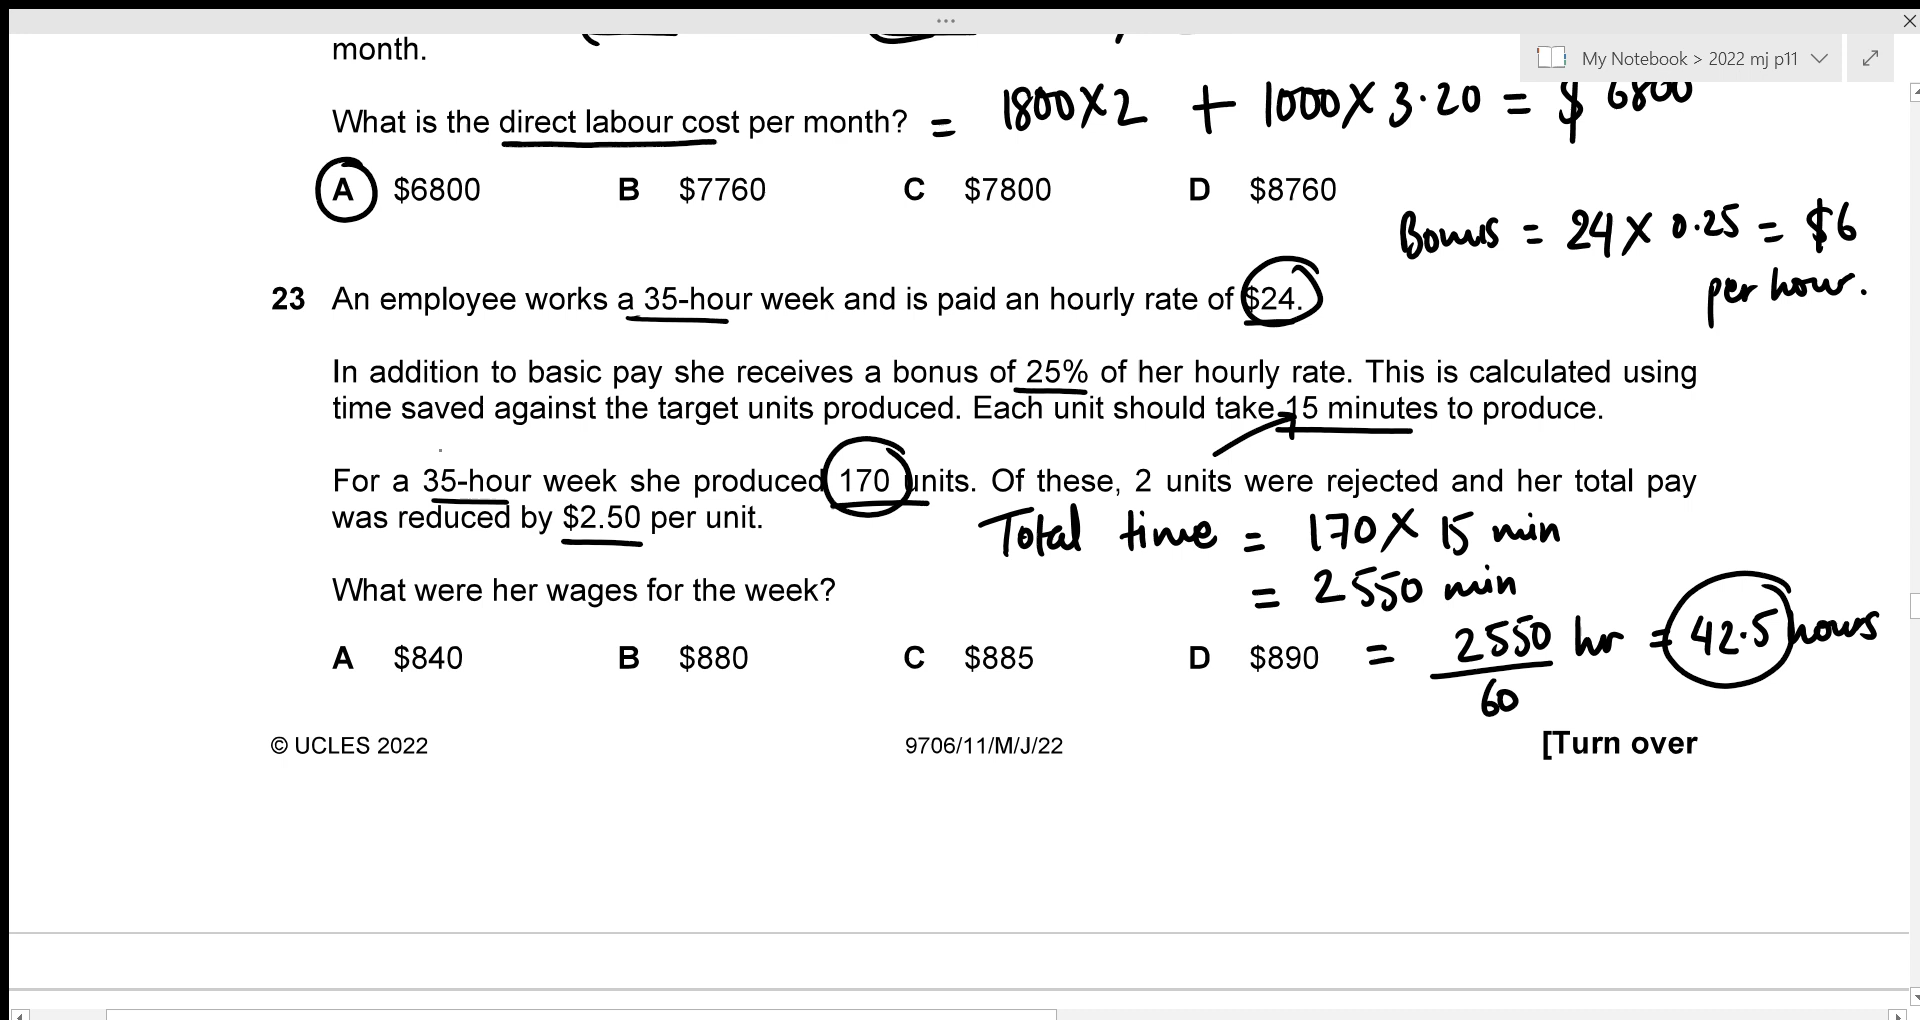 month.
My Notebook > 2022 mj p11
What is the direct labour cost per month? = 1800 X 2 + 1000 X 3.20 = $ 6800
A $6800 B $7760 C $7800 D $8760
Bonus = 24 X 0.25 = $6
per hour.
23 An employee works a 35-hour week and is paid an hourly rate of $24.
In addition to basic pay she receives a bonus of 25% of her hourly rate. This is calculated using
time saved against the target units produced. Each unit should take 15 minutes to produce.
For a 35-hour week she produced 170 units. Of these, 2 units were rejected and her total pay
was reduced by $2.50 per unit.
Total time = 170 X 15 min
What were her wages for the week?
= 2550 min
A $840 B $880 C $885 D $890
= 2550/60 hr = 42.5 hours
© UCLES 2022 9706/11/M/J/22 [Turn over